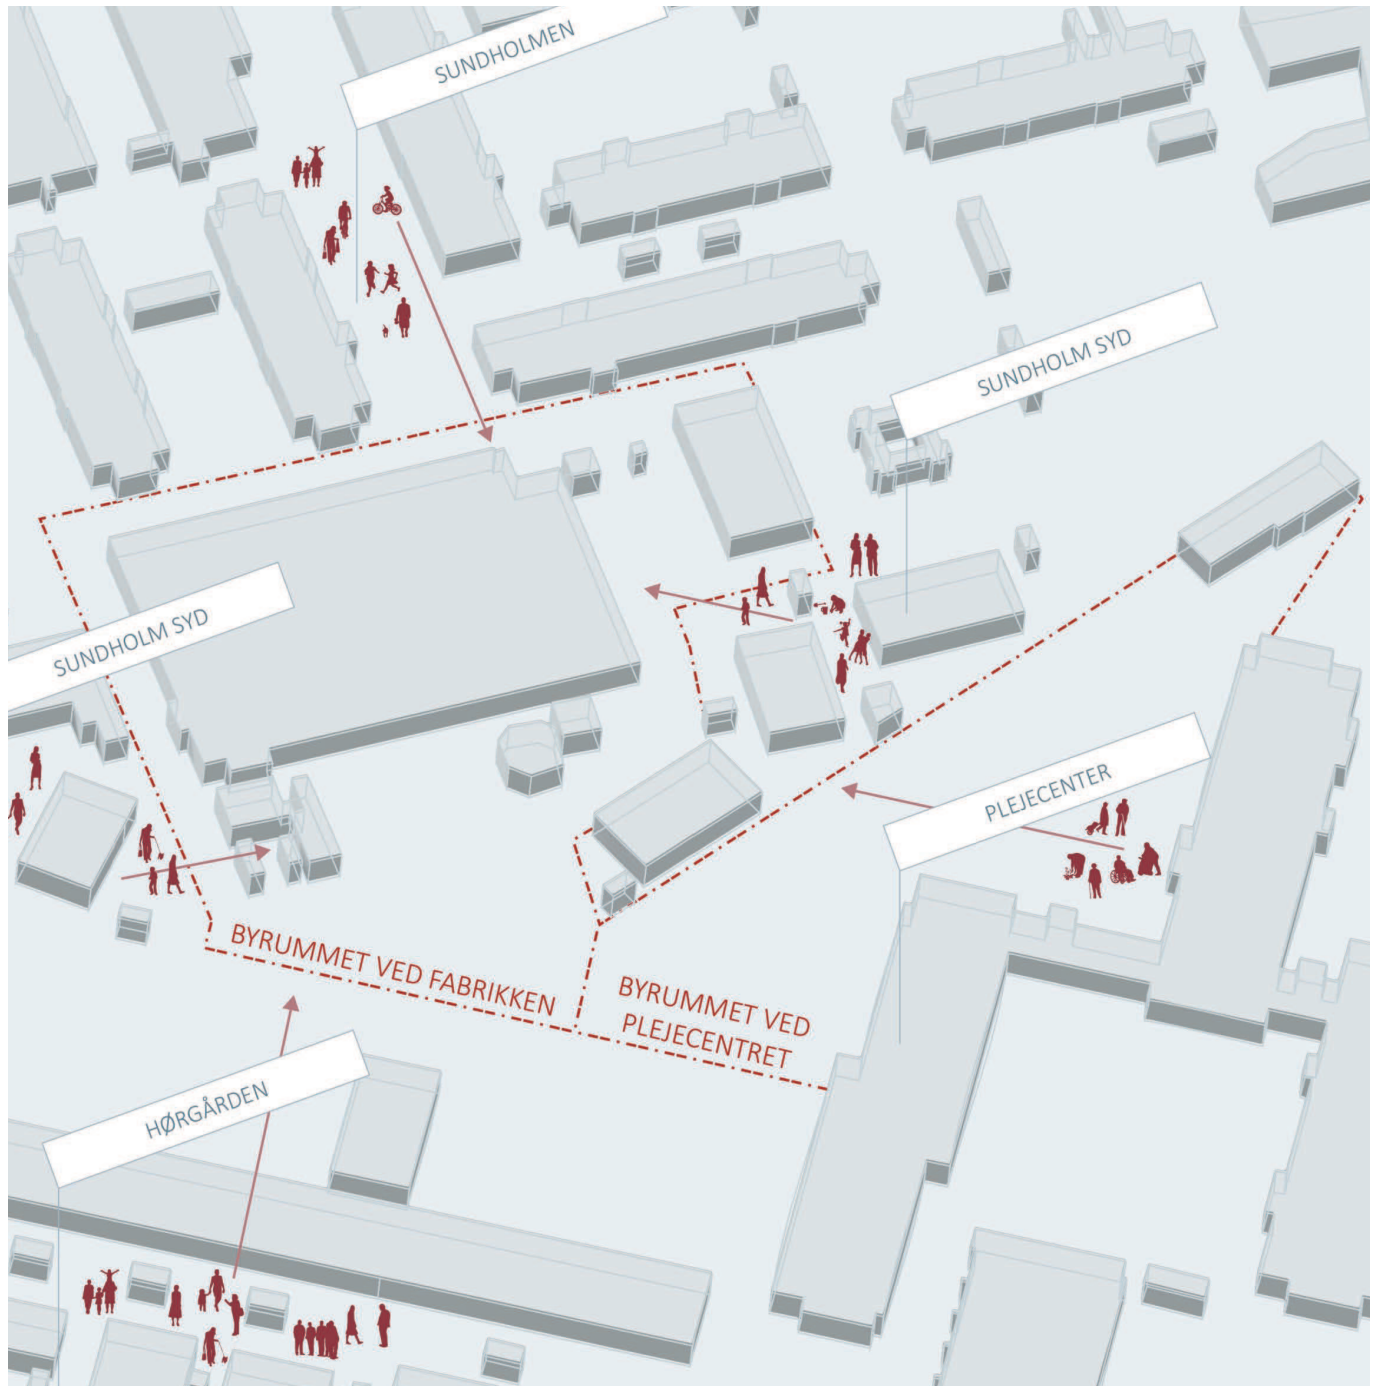 SUNDHOLMEN
SUNDHOLM SYD
SUNDHOLM SYD
PLEJECENTER
BYRUMMET VED FABRIKKEN
BYRUMMET VED
PLEJECENTRET
HØRGÅRDEN